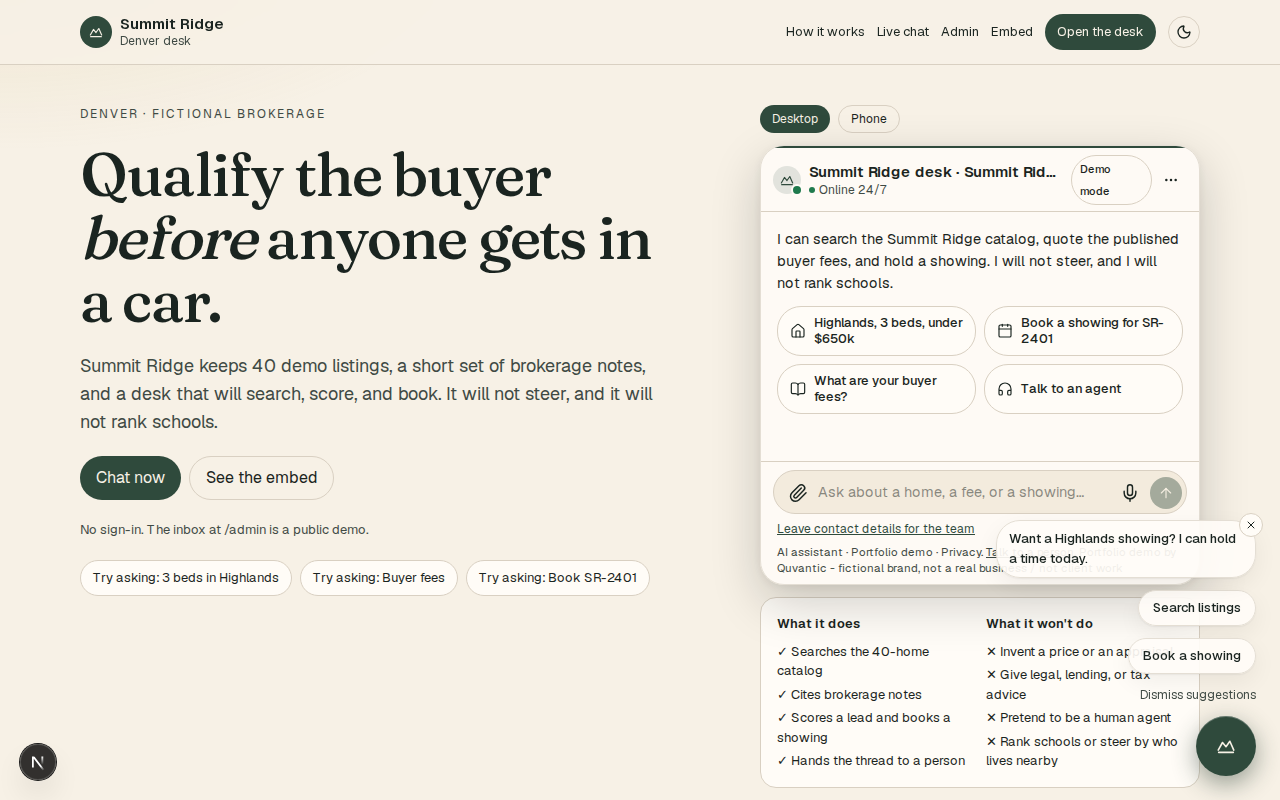 Summit Ridge
Denver desk
How it works
Live chat
Admin
Embed
Open the desk
DENVER · FICTIONAL BROKERAGE
Qualify the buyer
before anyone gets in
a car.
Summit Ridge keeps 40 demo listings, a short set of brokerage notes,
and a desk that will search, score, and book. It will not steer, and it will
not rank schools.
Chat now
See the embed
No sign-in. The inbox at /admin is a public demo.
Try asking: 3 beds in Highlands
Try asking: Buyer fees
Try asking: Book SR-2401
Desktop
Phone
Summit Ridge desk · Summit Rid...
Online 24/7
Demo
mode
I can search the Summit Ridge catalog, quote the published
buyer fees, and hold a showing. I will not steer, and I will
not rank schools.
Highlands, 3 beds, under
$650k
Book a showing for SR-
2401
What are your buyer
fees?
Talk to an agent
Ask about a home, a fee, or a showing...
Leave contact details for the team
AI assistant · Portfolio demo · Privacy.
Quvantic - fictional brand, not a real
Want a Highlands showing? I can hold
a time today.
Search listings
Book a showing
Dismiss suggestions
What it does
✓ Searches the 40-home
catalog
✓ Cites brokerage notes
✓ Scores a lead and books a
showing
✓ Hands the thread to a person
What it won't do
✕ Invent a price or an
✕ Give legal, lending, or tax
advice
✕ Pretend to be a human agent
✕ Rank schools or steer by who
lives nearby
N